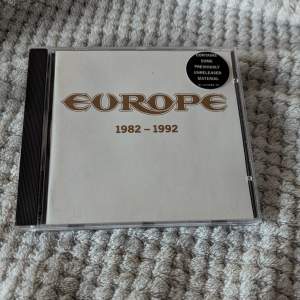 CONTAINS
SOME
PREVIOUSLY
UNRELEASED
MATERIAL
EUROPE
1982 – 1992